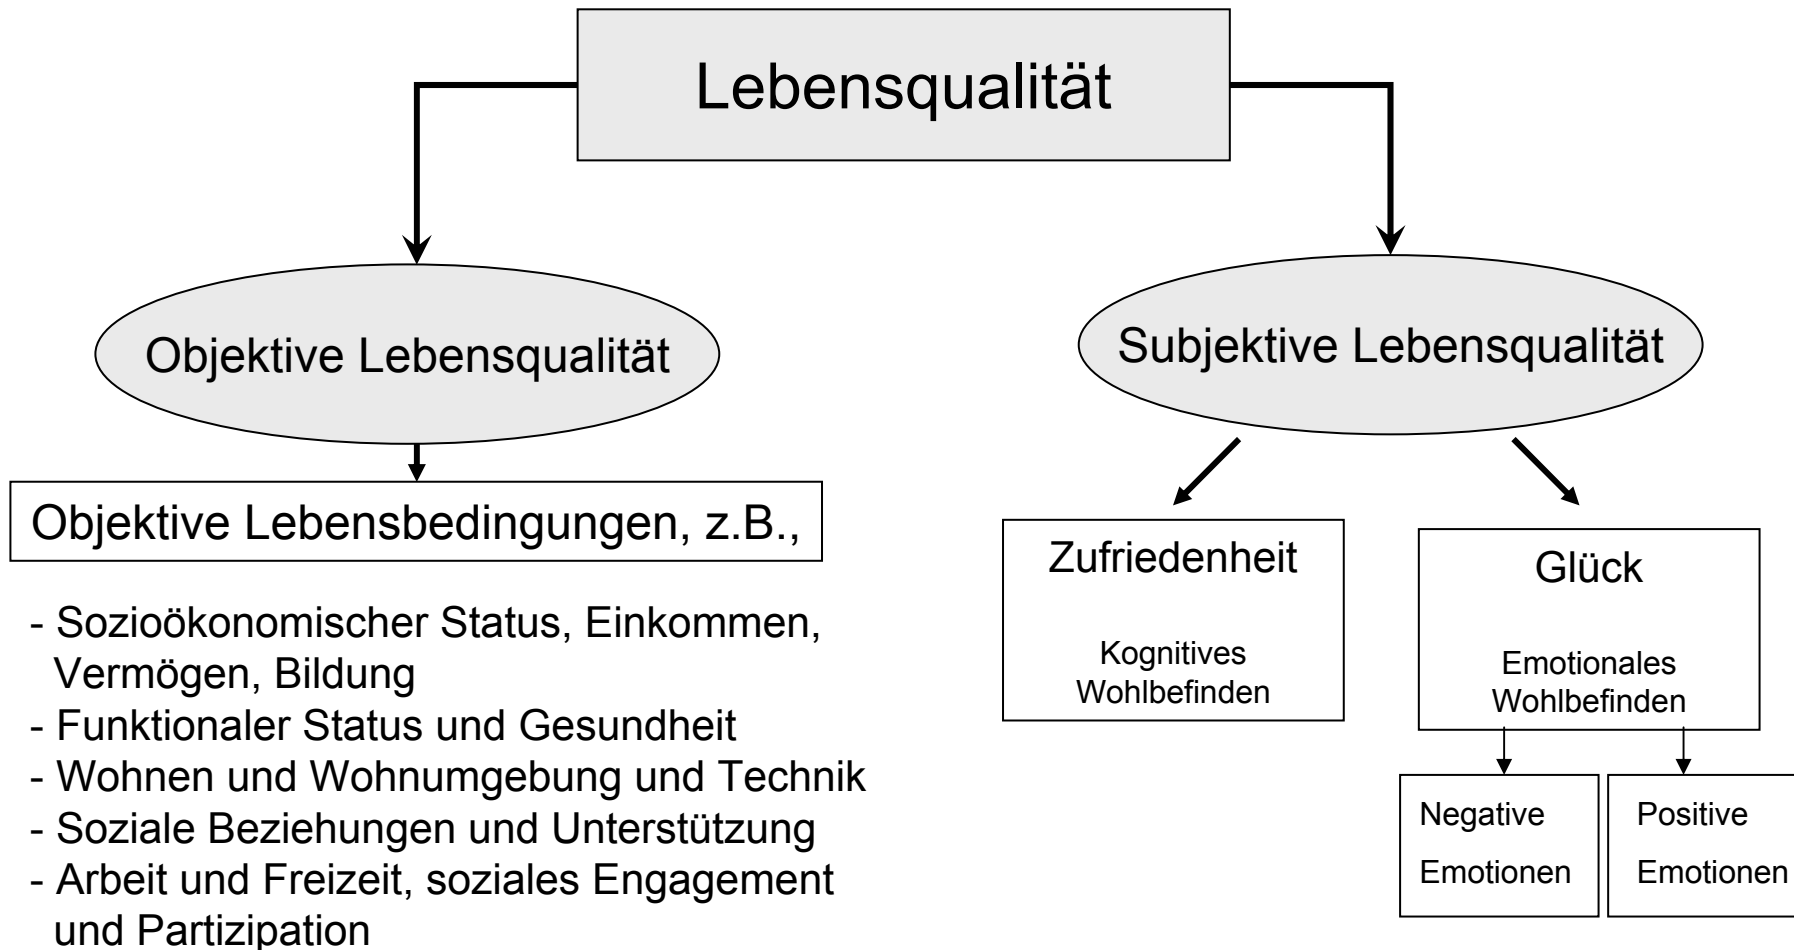 Lebensqualität
Objektive Lebensqualität
Objektive Lebensbedingungen, z.B.,
- Sozioökonomischer Status, Einkommen,
Vermögen, Bildung
- Funktionaler Status und Gesundheit
- Wohnen und Wohnumgebung und Technik
- Soziale Beziehungen und Unterstützung
- Arbeit und Freizeit, soziales Engagement
und Partizipation
Subjektive Lebensqualität
Zufriedenheit
Kognitives
Wohlbefinden
Glück
Emotionales
Wohlbefinden
Negative
Emotionen
Positive
Emotionen